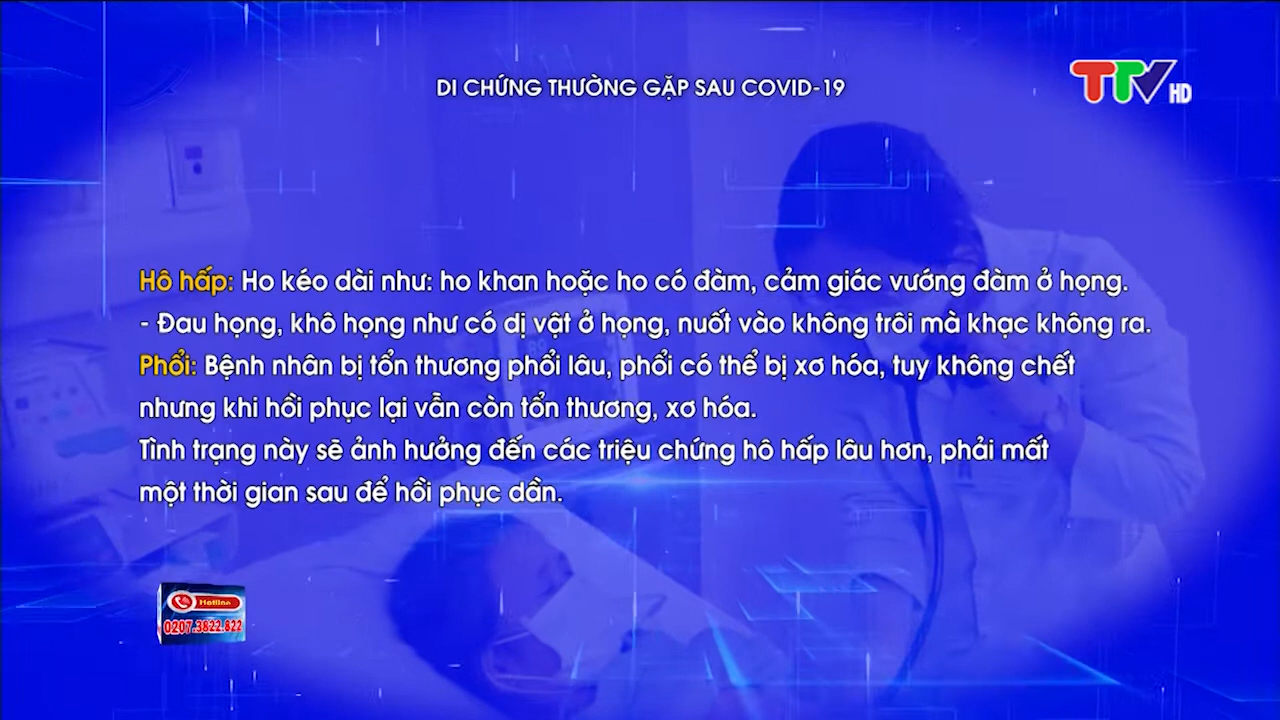 DI CHỨNG THƯỜNG GẶP SAU COVID-19
TTV HD
Hô hấp: Ho kéo dài như: ho khan hoặc ho có đàm, cảm giác vướng đàm ở họng.
- Đau họng, khô họng như có dị vật ở họng, nuốt vào không trôi mà khạc không ra.
Phổi: Bệnh nhân bị tổn thương phổi lâu, phổi có thể bị xơ hóa, tuy không chết
nhưng khi hồi phục lại vẫn còn tổn thương, xơ hóa.
Tình trạng này sẽ ảnh hưởng đến các triệu chứng hô hấp lâu hơn, phải mất
một thời gian sau để hồi phục dần.
Hotline
0207.3822.822